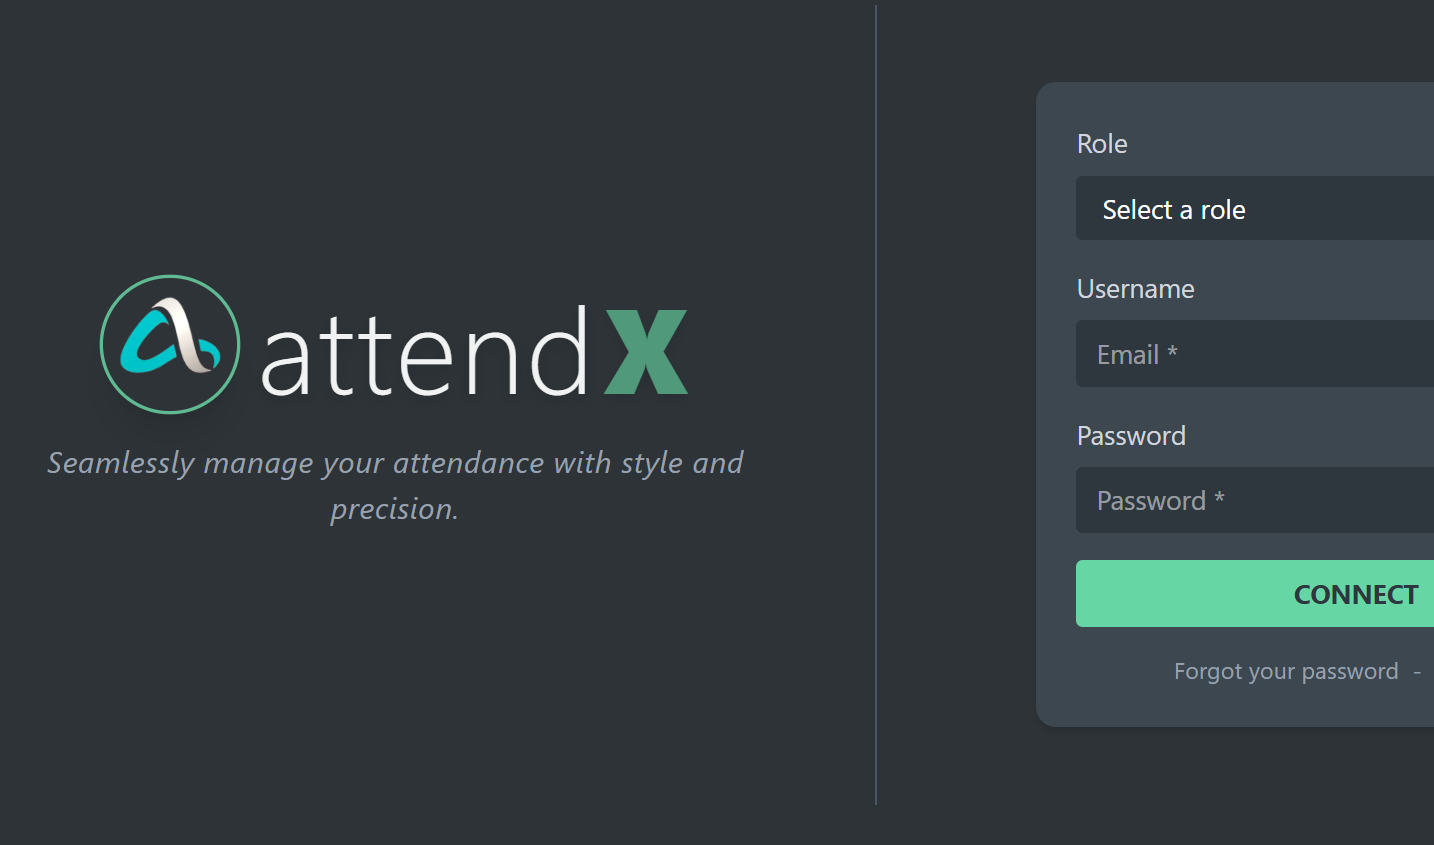 attendX
Seamlessly manage your attendance with style and
precision.
Role
Select a role
Username
Email *
Password
Password *
CONNECT
Forgot your password -